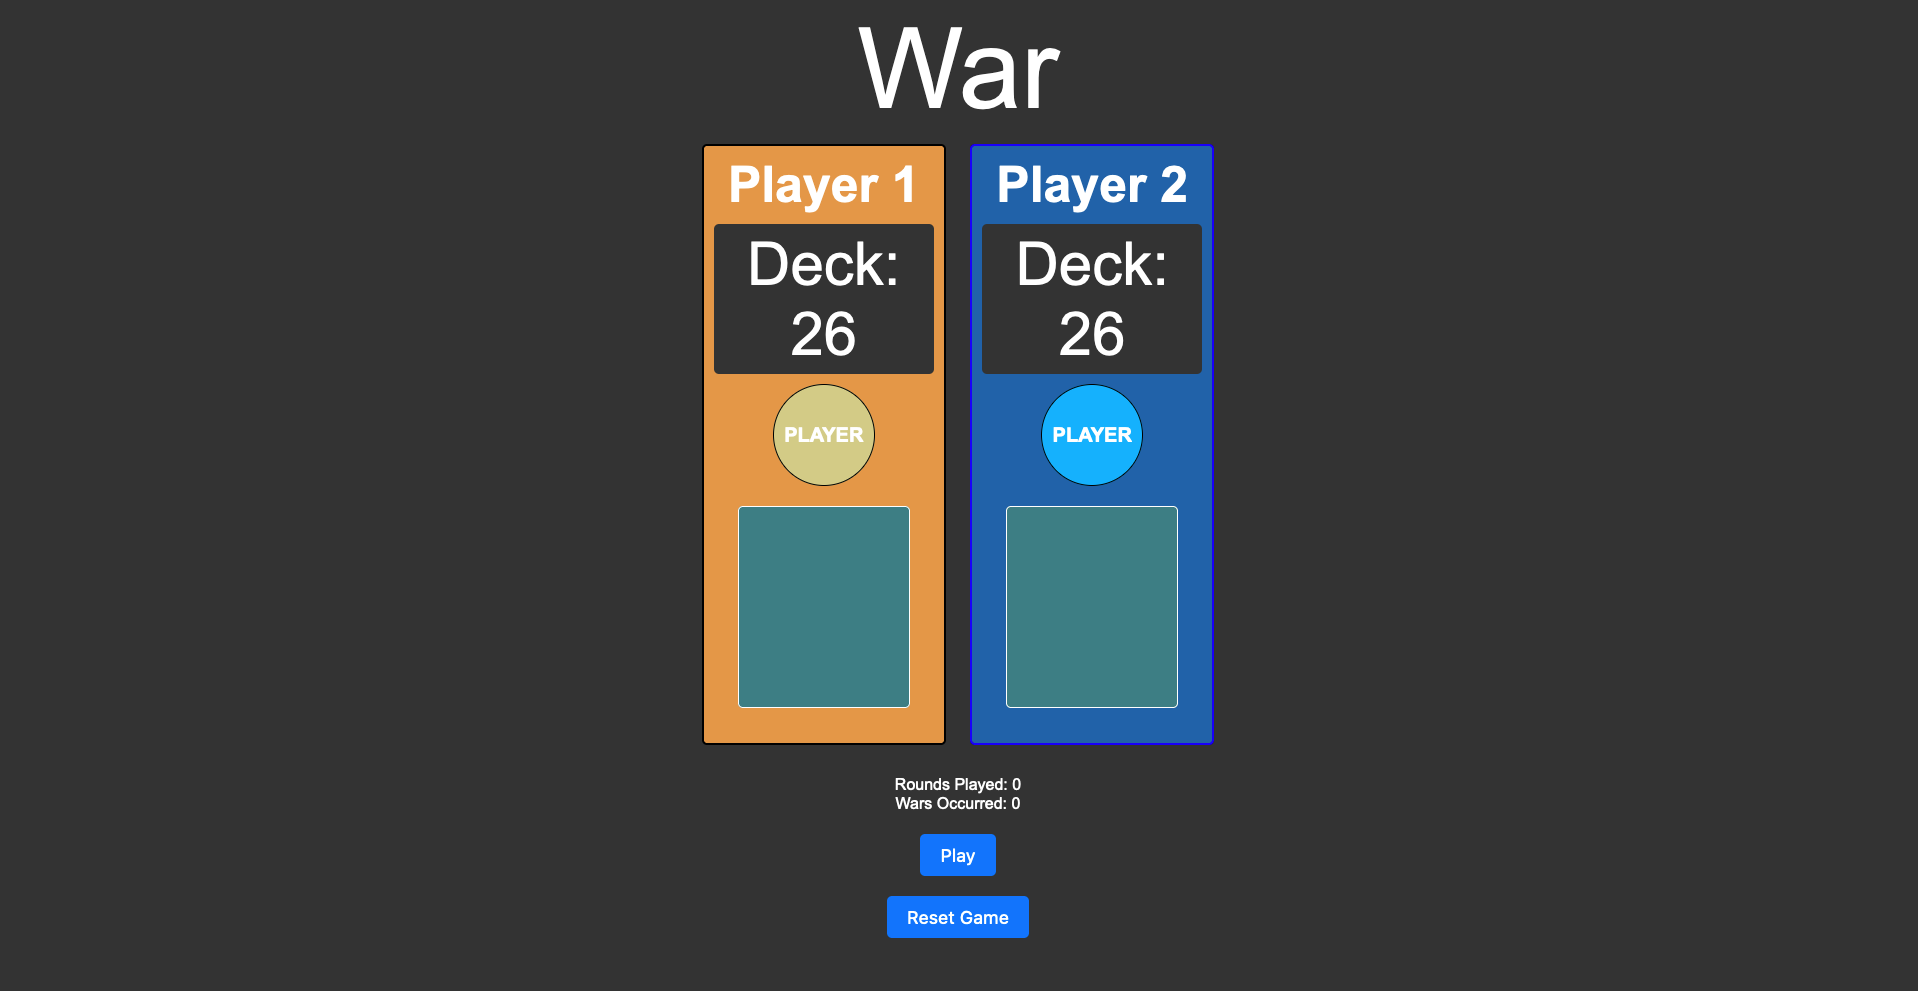 War
Player 1
Deck:
26
PLAYER
Player 2
Deck:
26
PLAYER
Rounds Played: 0
Wars Occurred: 0
Play
Reset Game